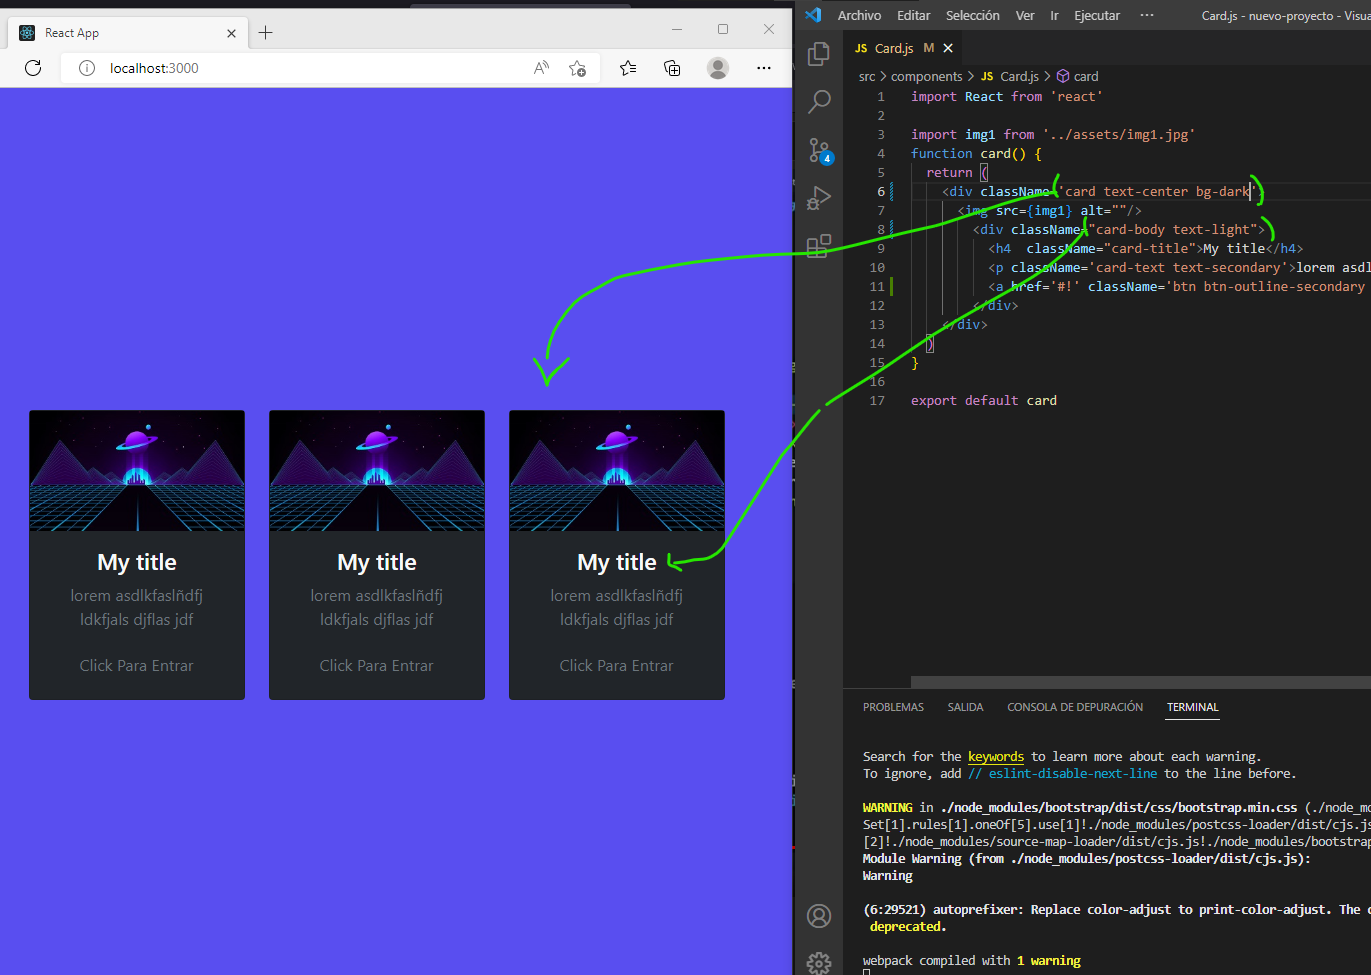 React App
localhost:3000
My title
lorem asdlkfaslñdfj
ldkfjals djflas jdf
Click Para Entrar
My title
lorem asdlkfaslñdfj
ldkfjals djflas jdf
Click Para Entrar
My title
lorem asdlkfaslñdfj
ldkfjals djflas jdf
Click Para Entrar
Archivo Editar Selección Ver Ir Ejecutar ··· Card.js - nuevo-proyecto - Visua
JS Card.js M
src > components > JS Card.js > card
4
1 import React from 'react'
2
3 import img1 from '../assets/img1.jpg'
4 function card() {
5 return (
6 <div className='card text-center bg-dark'>
7 <img src={img1} alt=""/>
8 <div className="card-body text-light">
9 <h4 className="card-title">My title</h4>
10 <p className='card-text text-secondary'>lorem asdl
11 <a href='#!' className='btn btn-outline-secondary
12 </div>
13 </div>
14 )
15 }
16
17 export default card
PROBLEMAS SALIDA CONSOLA DE DEPURACIÓN TERMINAL
Search for the keywords to learn more about each warning.
To ignore, add // eslint-disable-next-line to the line before.
WARNING in ./node_modules/bootstrap/dist/css/bootstrap.min.css (./node_mo
Set[1].rules[1].oneOf[5].use[1]!./node_modules/postcss-loader/dist/cjs.js
[2]!./node_modules/source-map-loader/dist/cjs.js!./node_modules/bootstrap
Module Warning (from ./node_modules/postcss-loader/dist/cjs.js):
Warning
(6:29521) autoprefixer: Replace color-adjust to print-color-adjust. The c
deprecated.
webpack compiled with 1 warning